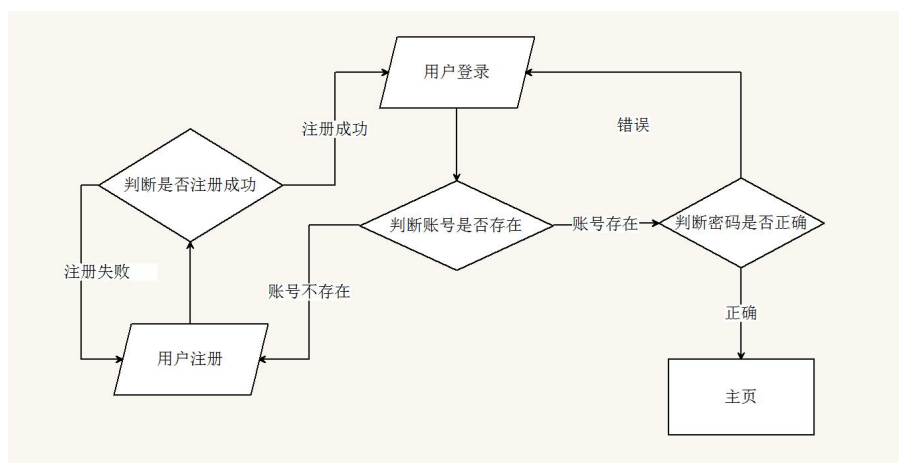 用户登录
注册成功
错误
判断是否注册成功
判断账号是否存在
账号存在
判断密码是否正确
注册失败
账号不存在
正确
用户注册
主页